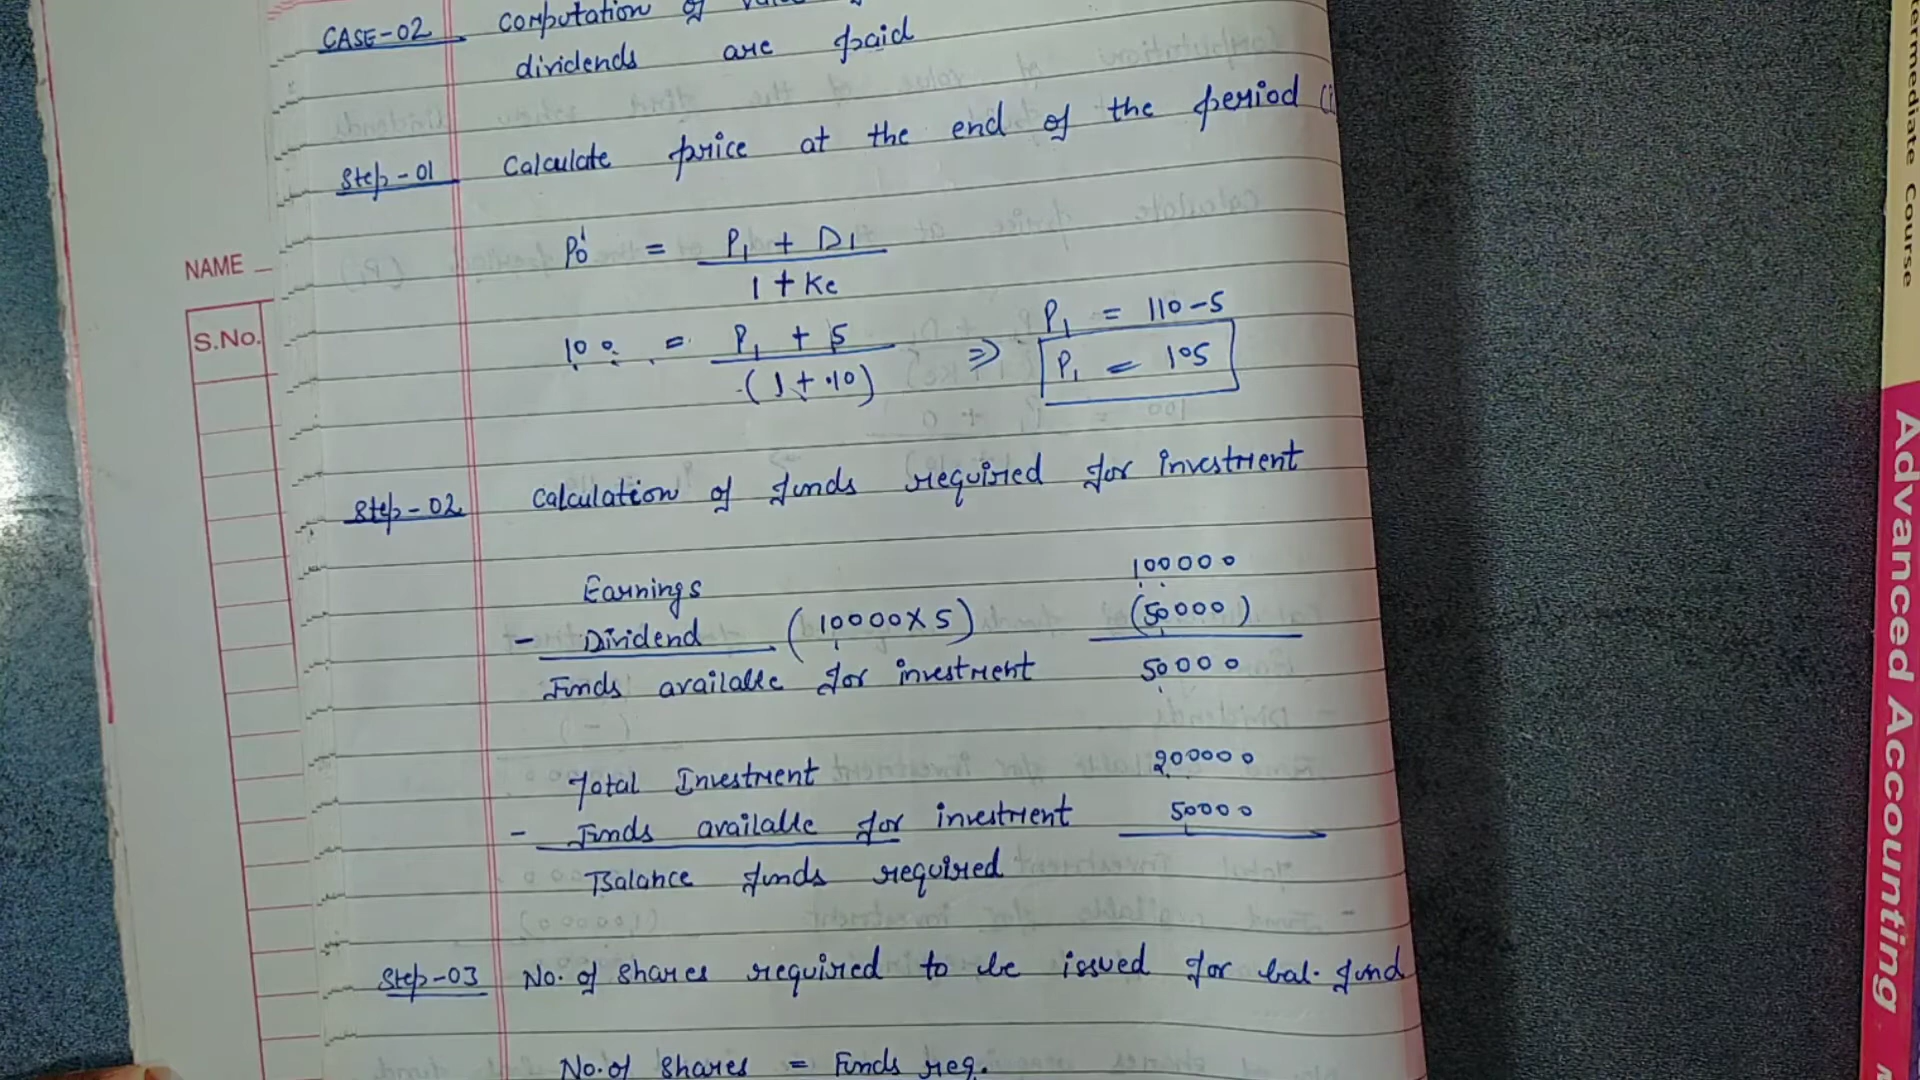 CASE-02 computation of
dividends are paid
Step-01 Calculate price at the end of the period
P0' = P1 + D1
1 + Ke
100 = P1 + 5
(1 + .10)
⇒ P1 = 110-5
P1 = 105
Step-02 Calculation of funds required for investment
Earnings 100000
- Dividend (10000X5) (50000)
Funds available for investment 50000
Total Investment 200000
- Funds available for investment 50000
Balance funds required
Step-03 No. of shares required to be issued for bal. fund
No. of shares = Funds req.
NAME
S.No.
termediate Course
Advanced Accounting